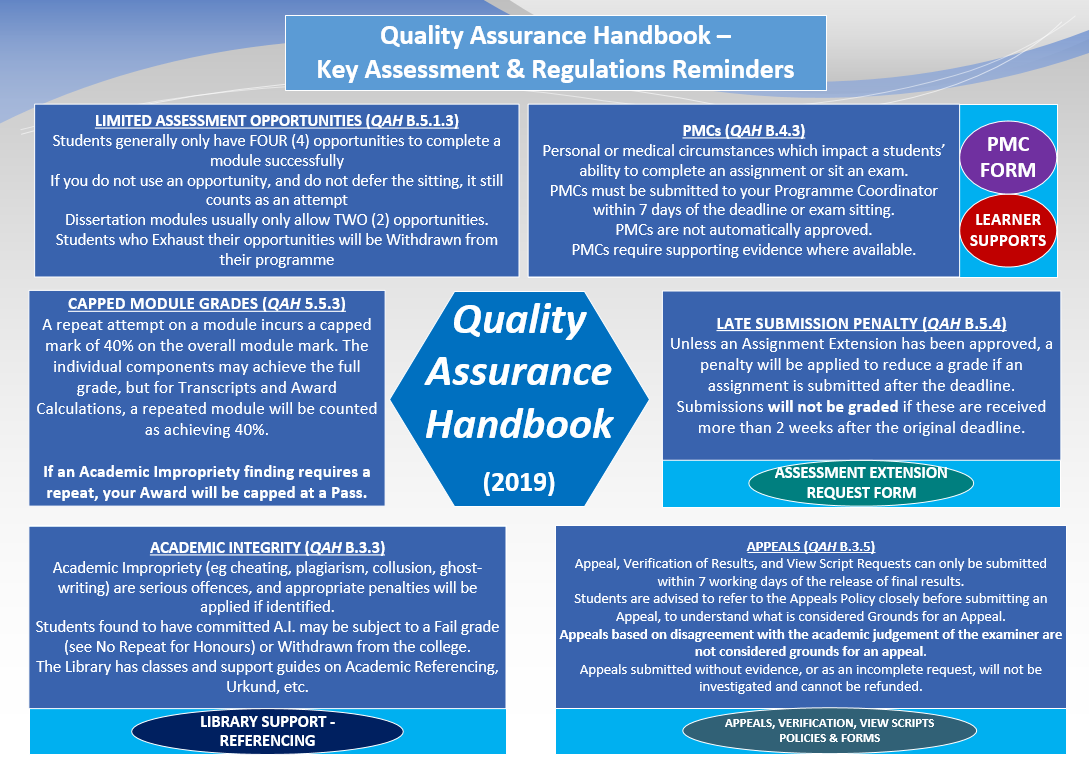 Quality Assurance Handbook –
Key Assessment & Regulations Reminders
LIMITED ASSESSMENT OPPORTUNITIES (QAH B.5.1.3)
Students generally only have FOUR (4) opportunities to complete a
module successfully
If you do not use an opportunity, and do not defer the sitting, it still
counts as an attempt
Dissertation modules usually only allow TWO (2) opportunities.
Students who Exhaust their opportunities will be Withdrawn from
their programme
PMCs (QAH B.4.3)
Personal or medical circumstances which impact a students’
ability to complete an assignment or sit an exam.
PMCs must be submitted to your Programme Coordinator
within 7 days of the deadline or exam sitting.
PMCs are not automatically approved.
PMCs require supporting evidence where available.
PMC
FORM
LEARNER
SUPPORTS
CAPPED MODULE GRADES (QAH 5.5.3)
A repeat attempt on a module incurs a capped
mark of 40% on the overall module mark. The
individual components may achieve the full
grade, but for Transcripts and Award
Calculations, a repeated module will be counted
as achieving 40%.
If an Academic Impropriety finding requires a
repeat, your Award will be capped at a Pass.
Quality
Assurance
Handbook
(2019)
LATE SUBMISSION PENALTY (QAH B.5.4)
Unless an Assignment Extension has been approved, a
penalty will be applied to reduce a grade if an
assignment is submitted after the deadline.
Submissions will not be graded if these are received
more than 2 weeks after the original deadline.
ASSESSMENT EXTENSION
REQUEST FORM
ACADEMIC INTEGRITY (QAH B.3.3)
Academic Impropriety (eg cheating, plagiarism, collusion, ghost-
writing) are serious offences, and appropriate penalties will be
applied if identified.
Students found to have committed A.I. may be subject to a Fail grade
(see No Repeat for Honours) or Withdrawn from the college.
The Library has classes and support guides on Academic Referencing,
Urkund, etc.
LIBRARY SUPPORT -
REFERENCING
APPEALS (QAH B.3.5)
Appeal, Verification of Results, and View Script Requests can only be submitted
within 7 working days of the release of final results.
Students are advised to refer to the Appeals Policy closely before submitting an
Appeal, to understand what is considered Grounds for an Appeal.
Appeals based on disagreement with the academic judgement of the examiner are
not considered grounds for an appeal.
Appeals submitted without evidence, or as an incomplete request, will not be
investigated and cannot be refunded.
APPEALS, VERIFICATION, VIEW SCRIPTS
POLICIES & FORMS